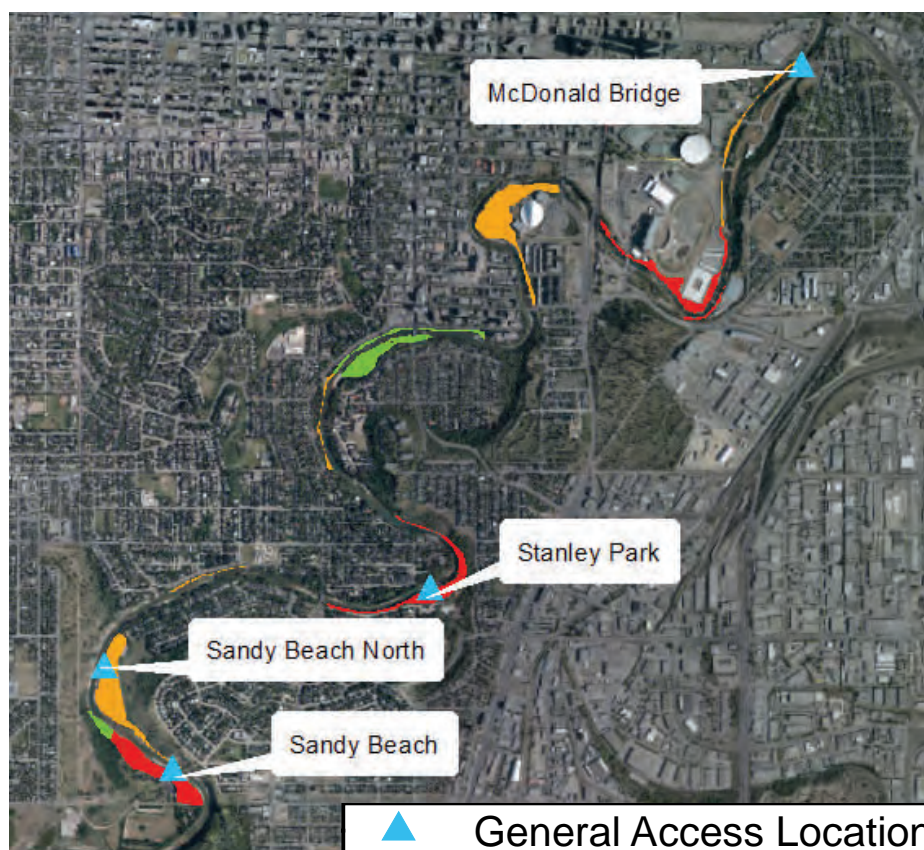 McDonald Bridge
Stanley Park
Sandy Beach North
Sandy Beach
General Access Location